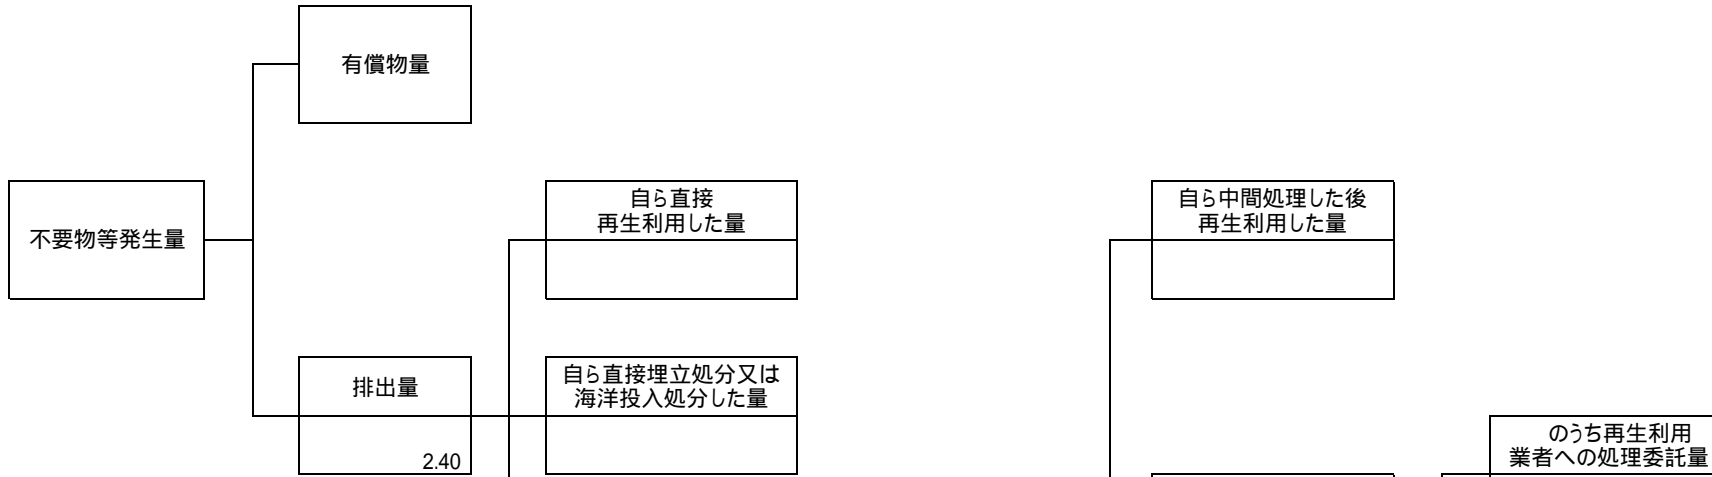 有償物量
不要物等発生量
自ら直接
再生利用した量
自ら中間処理した後
再生利用した量
排出量
2.40
自ら直接埋立処分又は
海洋投入処分した量
のうち再生利用
業者への処理委託量